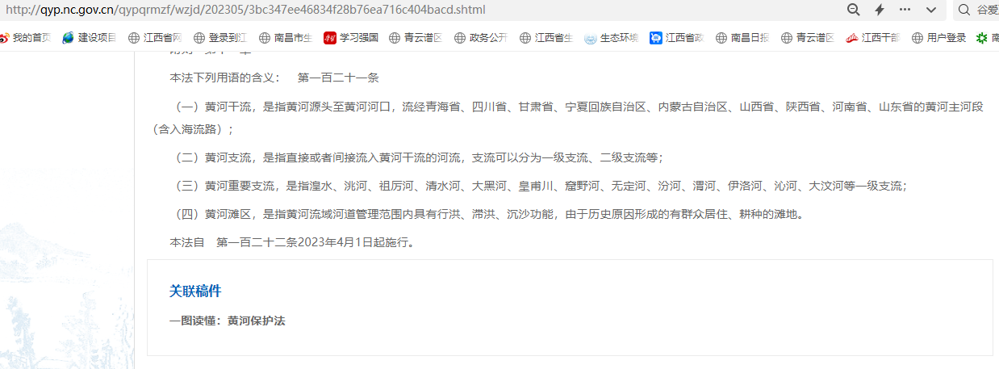 http://qyp.nc.gov.cn/qypqrmzf/wzjd/202305/3bc347ee46834f28b76ea716c404bacd.shtml
谷爱
我的首页 建设项目 江西省网 登录到江 南昌市生 学习强国 青云谱区 政务公开 江西省生 生态环境 江西省政 南昌日报 青云谱区 江西干部 用户登录 南
本法下列用语的含义： 第一百二十一条
（一）黄河干流，是指黄河源头至黄河河口，流经青海省、四川省、甘肃省、宁夏回族自治区、内蒙古自治区、山西省、陕西省、河南省、山东省的黄河主河段
（含入海流路）；
（二）黄河支流，是指直接或者间接流入黄河干流的河流，支流可以分为一级支流、二级支流等；
（三）黄河重要支流，是指湟水、洮河、祖厉河、清水河、大黑河、皇甫川、窟野河、无定河、汾河、渭河、伊洛河、沁河、大汶河等一级支流；
（四）黄河滩区，是指黄河流域河道管理范围内具有行洪、滞洪、沉沙功能，由于历史原因形成的有群众居住、耕种的滩地。
本法自 第一百二十二条2023年4月1日起施行。
关联稿件
一图读懂：黄河保护法